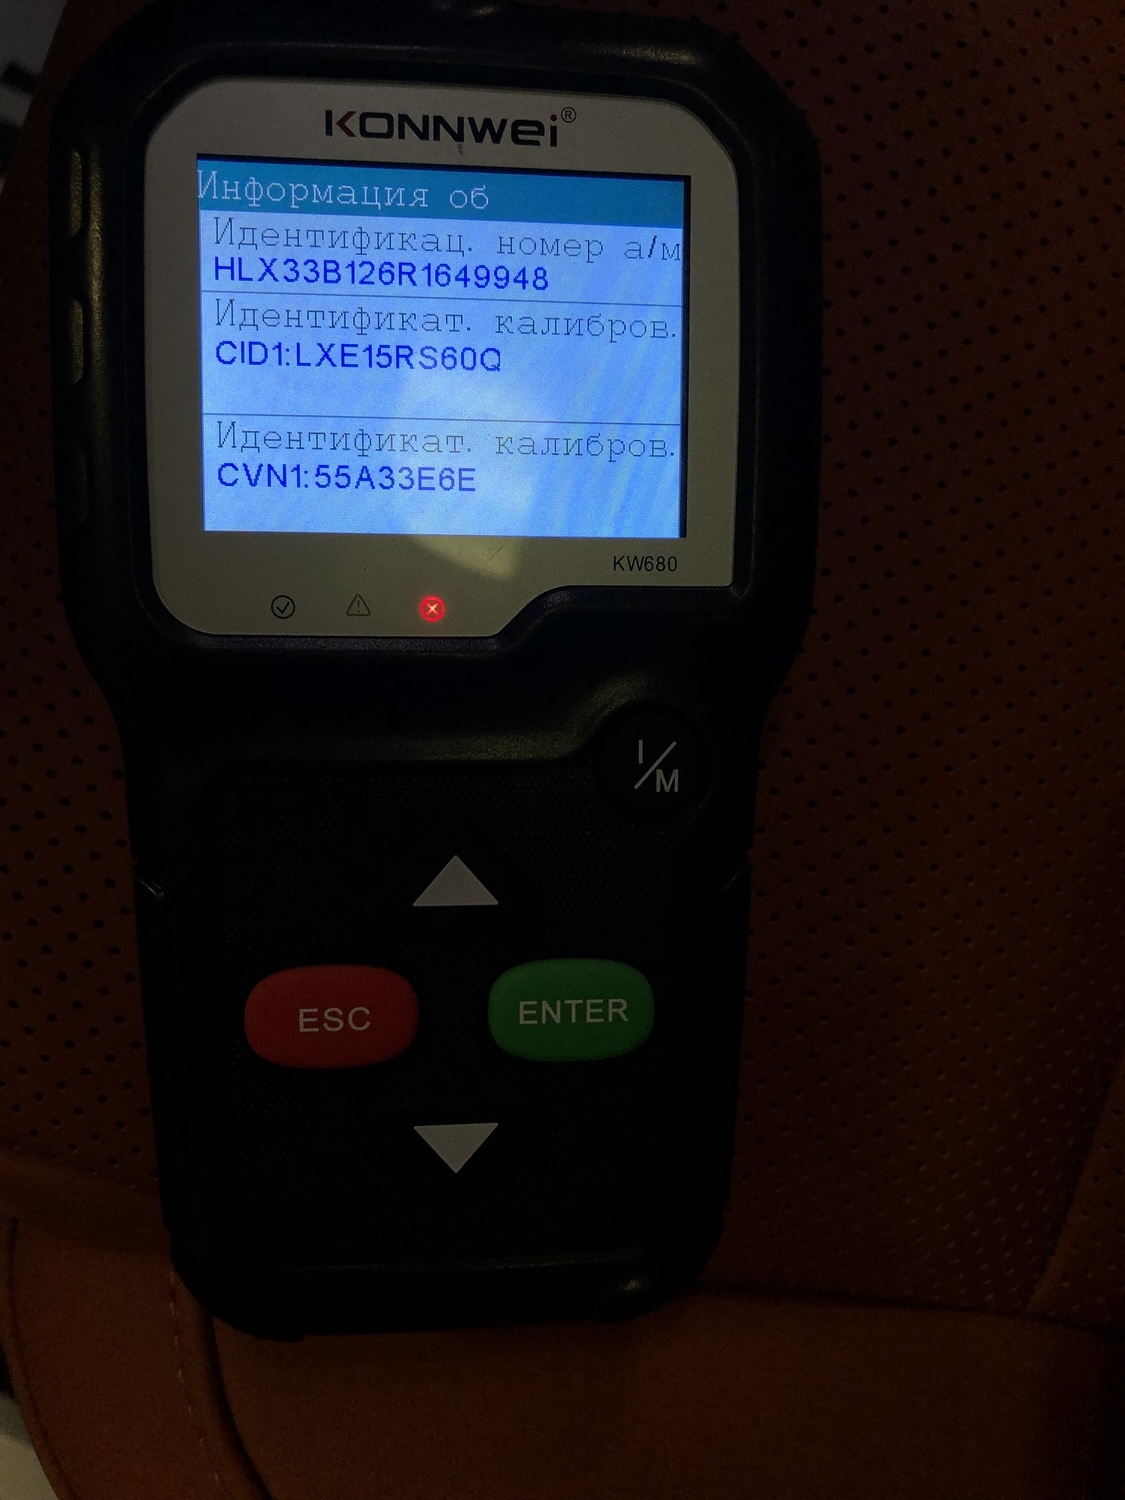 KONNWEI®
Информация об
Идентификац. номер а/м
HLX33B126R1649948
Идентификат. калибров.
CID1:LXE15RS60Q
Идентификат. калибров.
CVN1:55A33E6E
KW680
I/M
ESC
ENTER